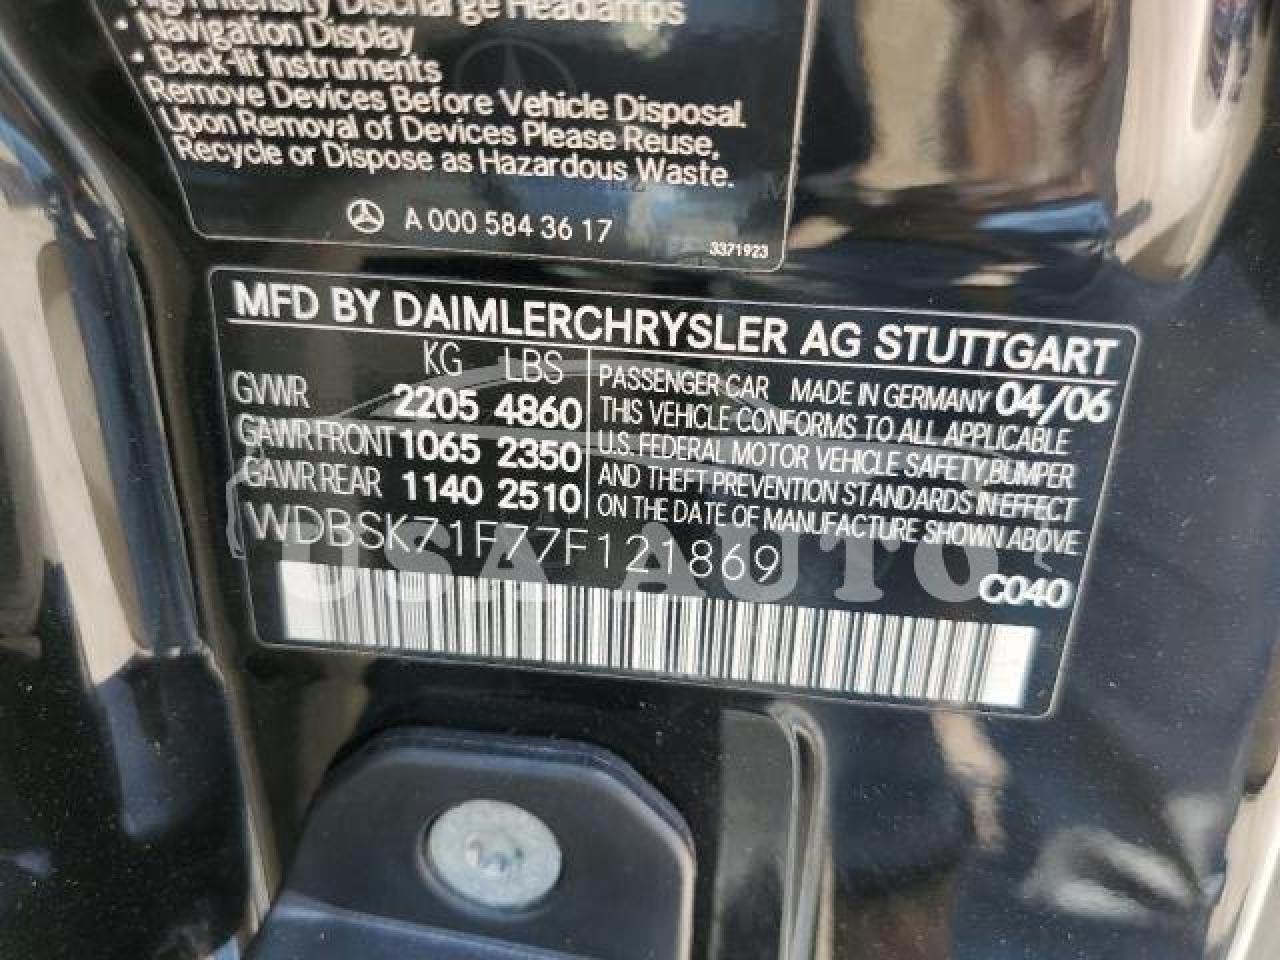 High Intensity Discharge Headlamps
• Navigation Display
• Back-lit Instruments
Remove Devices Before Vehicle Disposal.
Upon Removal of Devices Please Reuse,
Recycle or Dispose as Hazardous Waste.
A 000 584 36 17
3371923
MFD BY DAIMLERCHRYSLER AG STUTTGART
KG LBS
GVWR 2205 4860
GAWR FRONT 1065 2350
GAWR REAR 1140 2510
PASSENGER CAR MADE IN GERMANY 04/06
THIS VEHICLE CONFORMS TO ALL APPLICABLE
U.S. FEDERAL MOTOR VEHICLE SAFETY,BUMPER
AND THEFT PREVENTION STANDARDS IN EFFECT
ON THE DATE OF MANUFACTURE SHOWN ABOVE
WDBSK71F77F121869
C040
USA AUTO